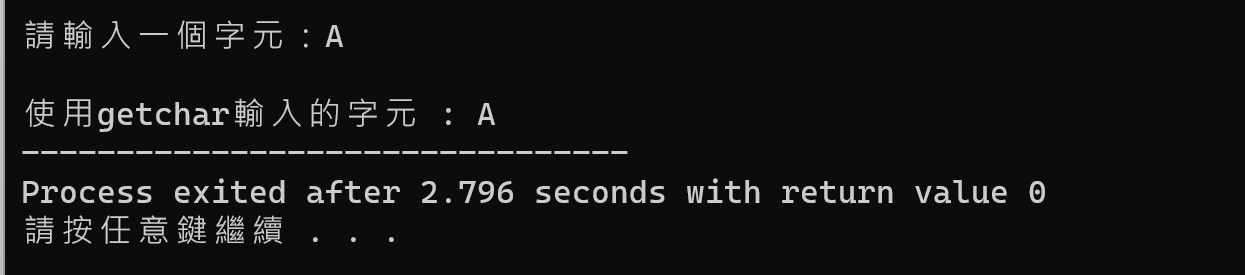 請輸入一個字元：A
使用getchar輸入的字元 : A
--------------------------------
Process exited after 2.796 seconds with return value 0
請按任意鍵繼續 . . .